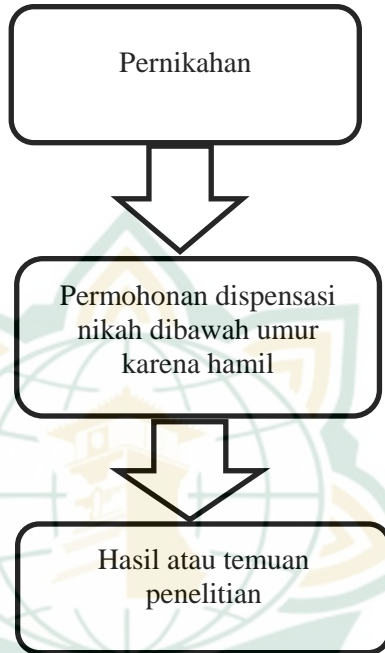 Pernikahan
Permohonan dispensasi
nikah dibawah umur
karena hamil
Hasil atau temuan
penelitian